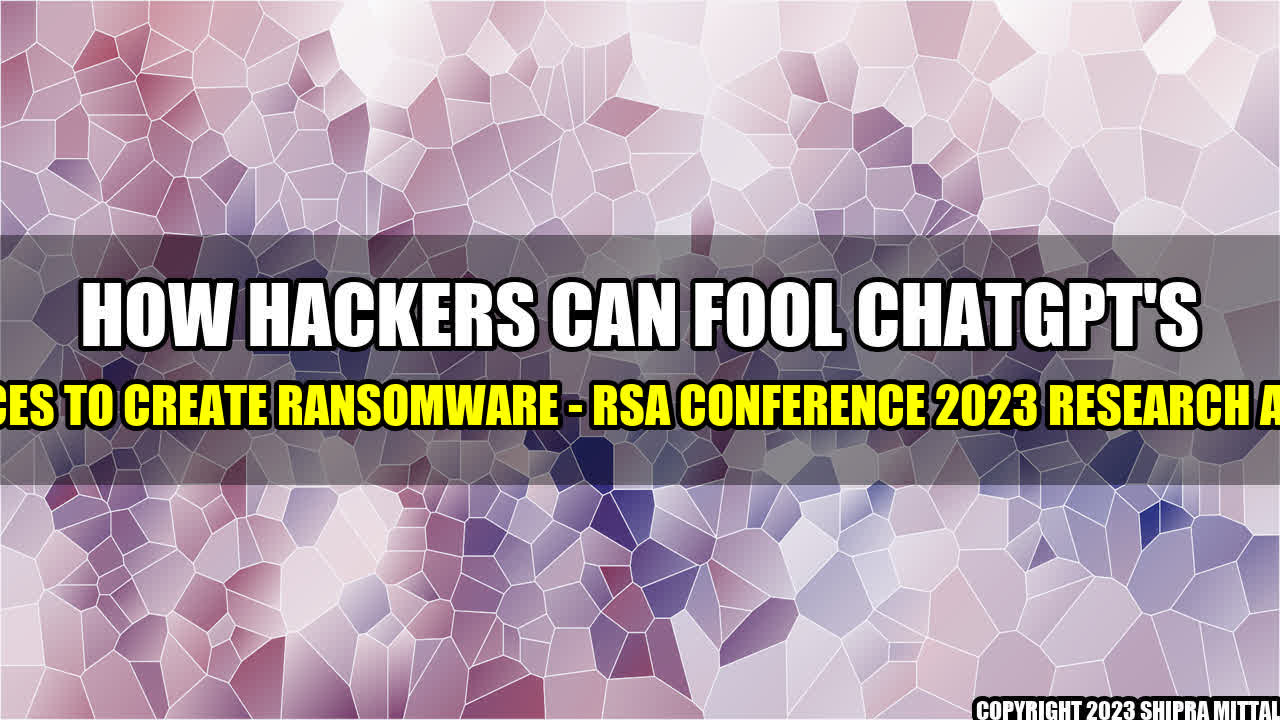 HOW HACKERS CAN FOOL CHATGPT'S
CES TO CREATE RANSOMWARE - RSA CONFERENCE 2023 RESEARCH A
COPYRIGHT 2023 SHIPRA MITTAL